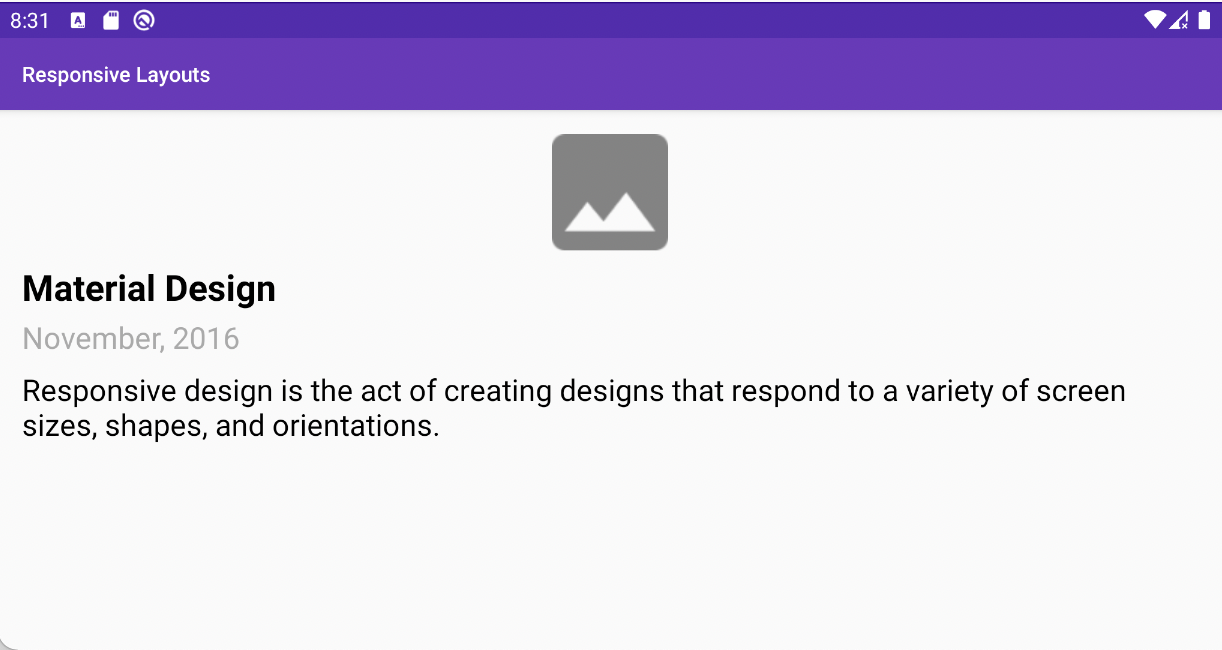 8:31
Responsive Layouts
Material Design
November, 2016
Responsive design is the act of creating designs that respond to a variety of screen
sizes, shapes, and orientations.